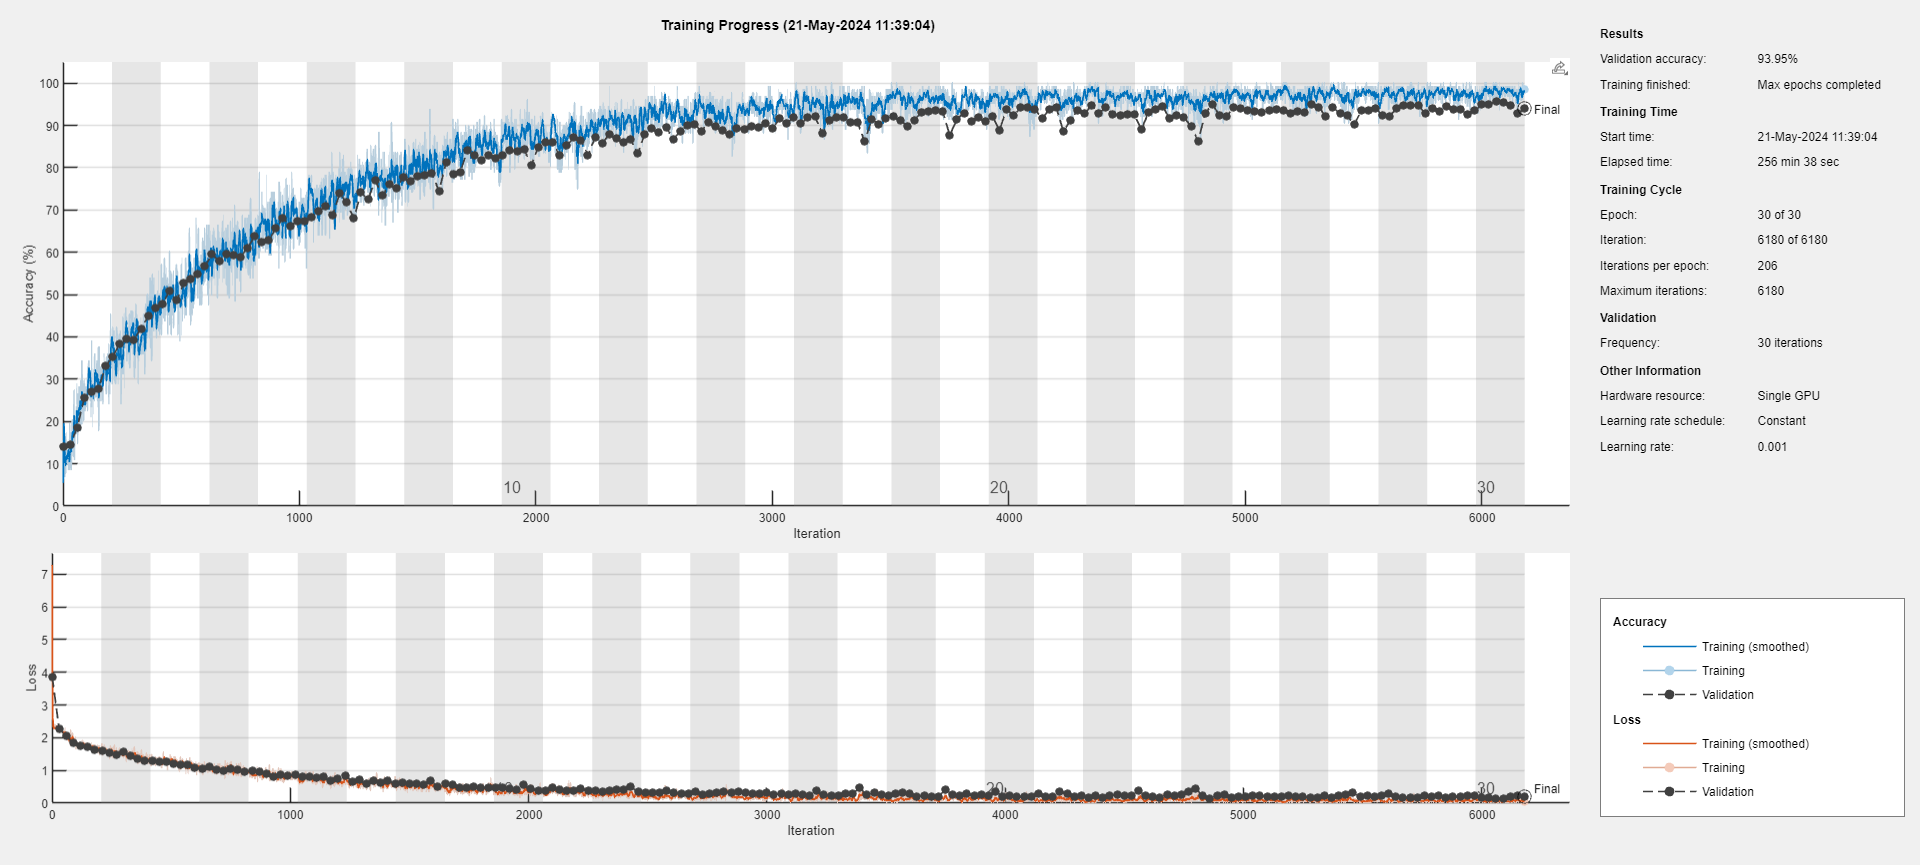 Training Progress (21-May-2024 11:39:04)
100
90
80
70
60
50
40
30
20
10
0
Accuracy (%)
10
20
30
Final
0
1000
2000
3000
4000
5000
6000
Iteration
7
6
5
4
3
2
1
0
Loss
10
20
30
Final
0
1000
2000
3000
4000
5000
6000
Iteration
Results
Validation accuracy: 93.95%
Training finished: Max epochs completed
Training Time
Start time: 21-May-2024 11:39:04
Elapsed time: 256 min 38 sec
Training Cycle
Epoch: 30 of 30
Iteration: 6180 of 6180
Iterations per epoch: 206
Maximum iterations: 6180
Validation
Frequency: 30 iterations
Other Information
Hardware resource: Single GPU
Learning rate schedule: Constant
Learning rate: 0.001
Accuracy
Training (smoothed)
Training
Validation
Loss
Training (smoothed)
Training
Validation